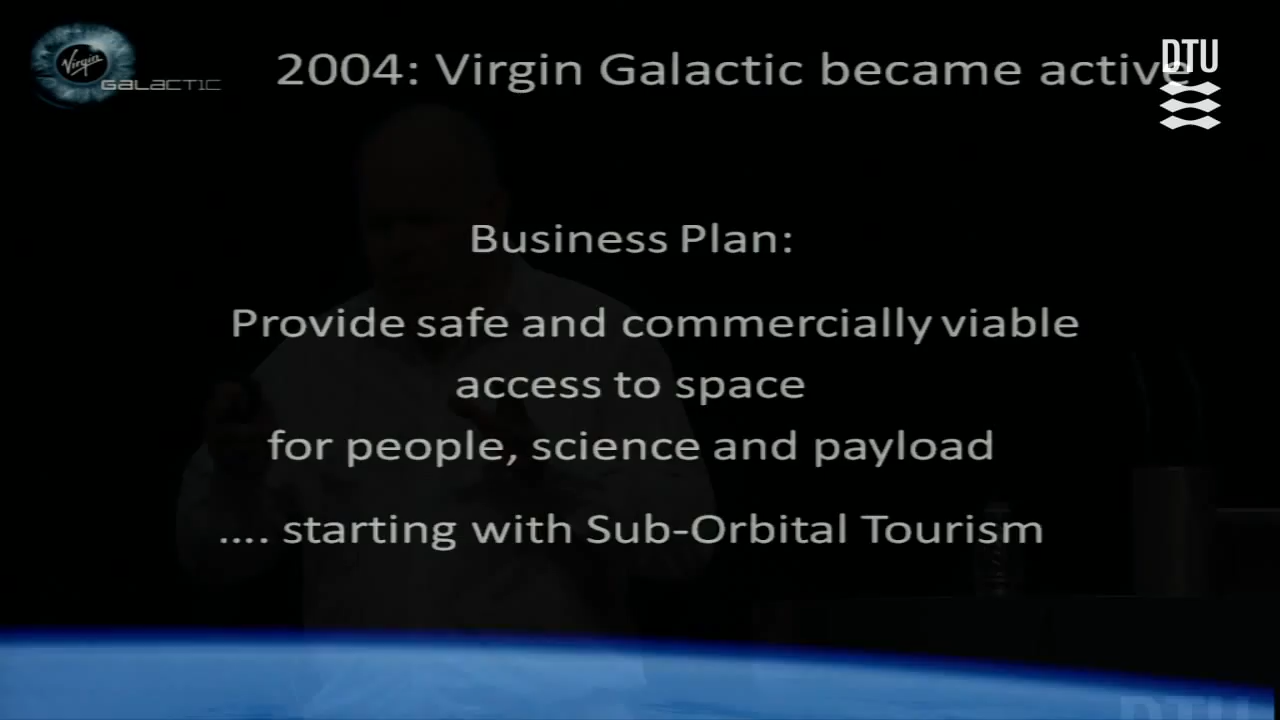 Virgin
GALACTIC
2004: Virgin Galactic became active
DTU
Business Plan:
Provide safe and commercially viable
access to space
for people, science and payload
.... starting with Sub-Orbital Tourism
DTU